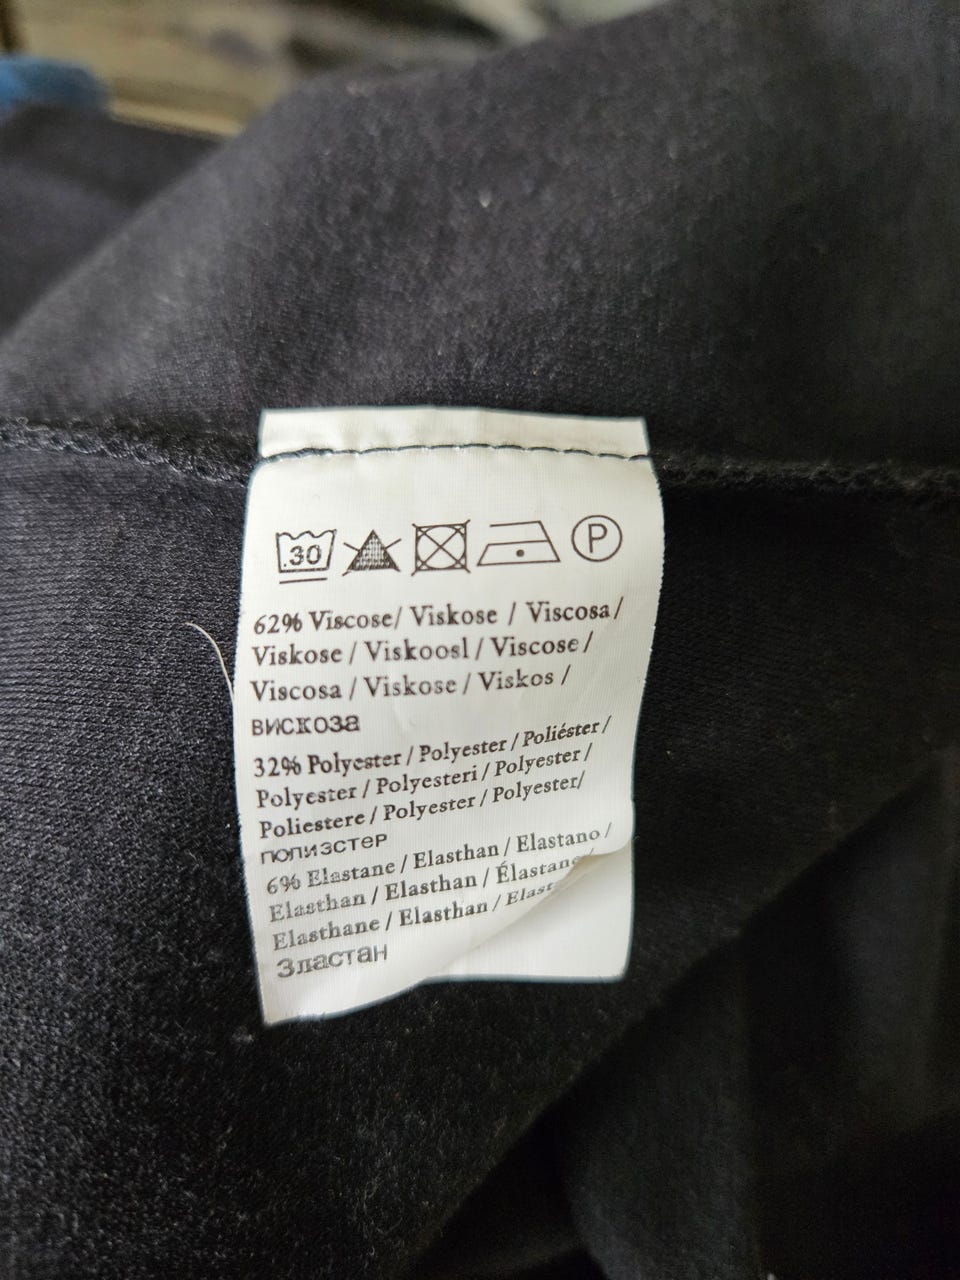 30
P
62% Viscose/ Viskose / Viscosa/
Viskose / Viskoosl / Viscose /
Viscosa / Viskose / Viskos /
вискоза
32% Polyester / Polyester / Poliéster /
Polyester / Polyesteri / Polyester /
Poliestere / Polyester / Polyester/
полиэстер
6% Elastane / Elasthan / Elastano /
Elasthan / Elasthan / Élastane /
Elasthane / Elasthan /
Эластан